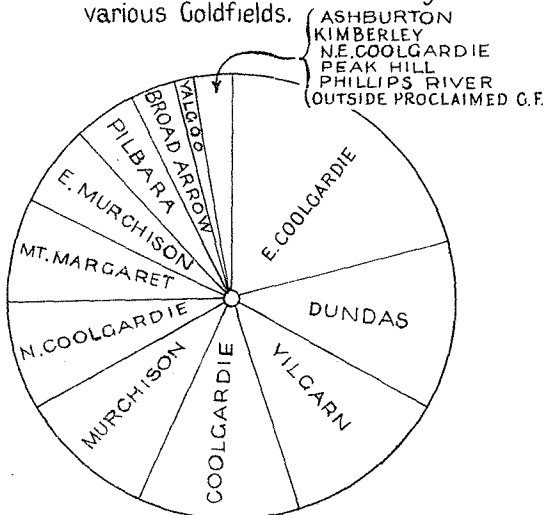 various Goldfields.
ASHBURTON
KIMBERLEY
N.E.COOLGARDIE
PEAK HILL
PHILLIPS RIVER
OUTSIDE PROCLAIMED G.F.
YALGOO
BROAD ARROW
PILBARA
E. MURCHISON
MT. MARGARET
N.COOLGARDIE
MURCHISON
COOLGARDIE
YILGARN
DUNDAS
E.COOLGARDIE